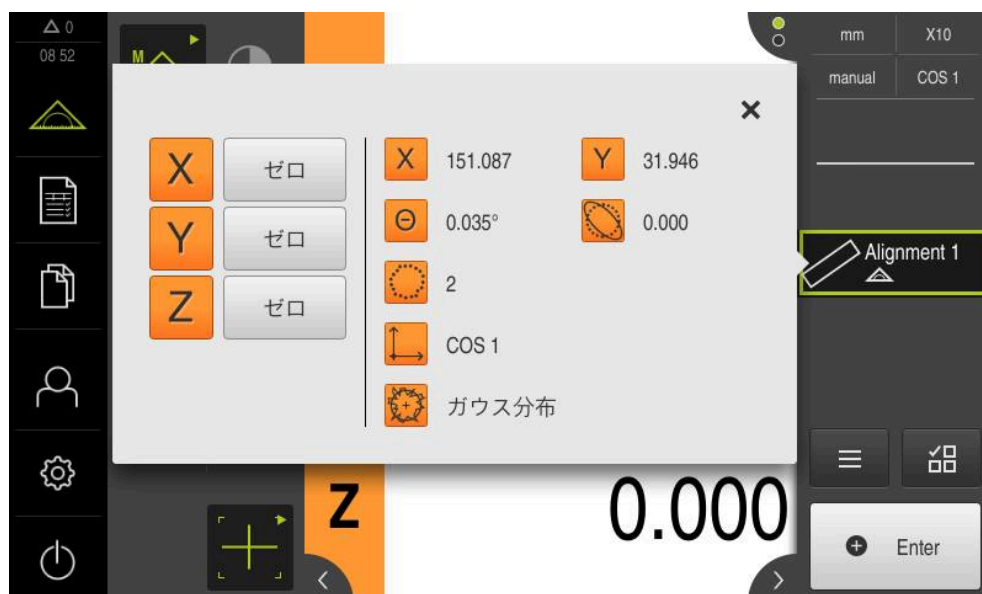 0
08 52
M
mm X10
manual COS 1
X ゼロ
Y ゼロ
Z ゼロ
X 151.087 Y 31.946
Θ 0.035° 0.000
2
COS 1
ガウス分布
Alignment 1
Z 0.000
Enter